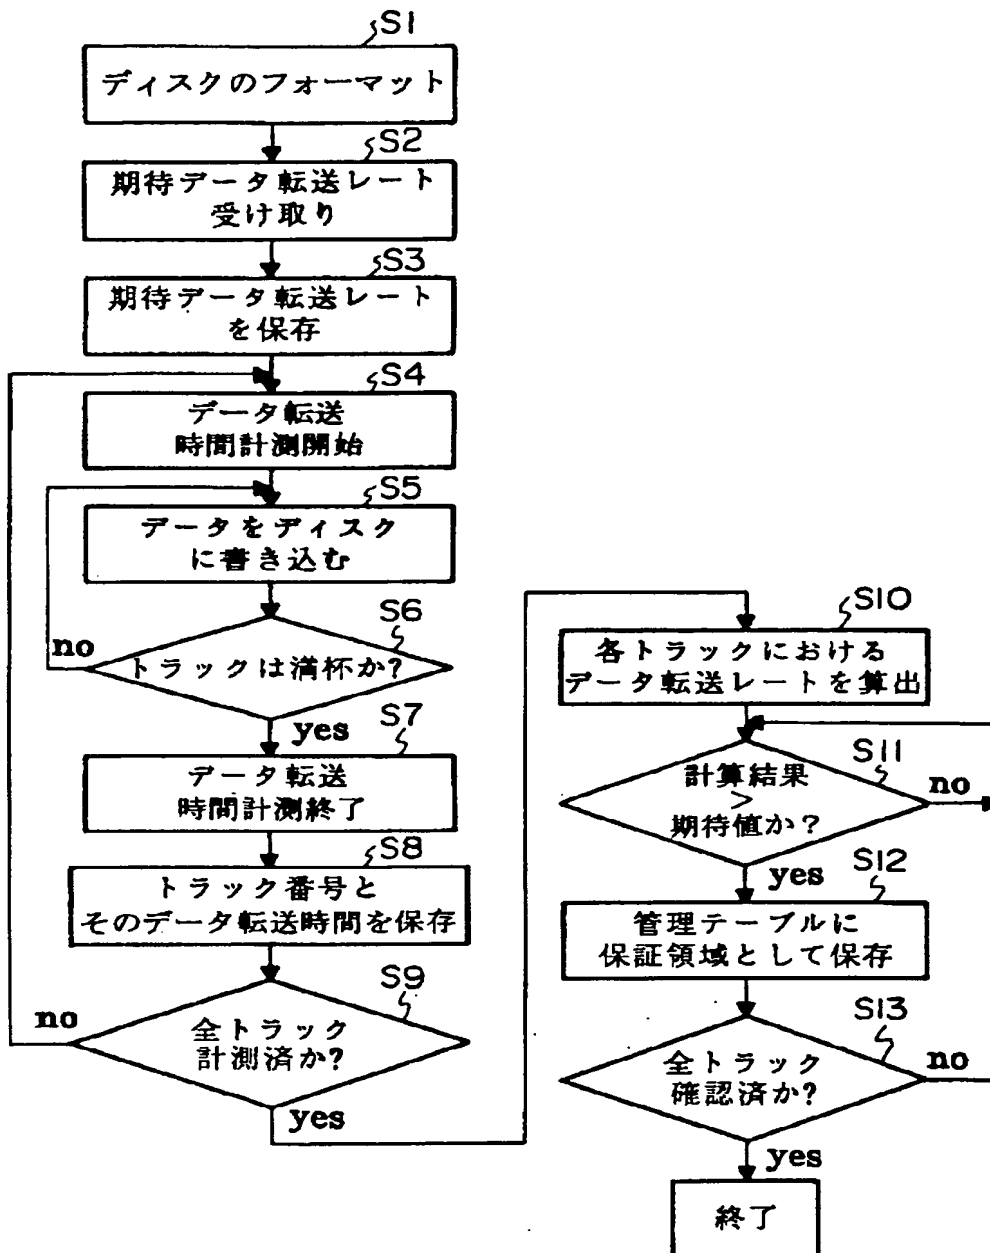 S1
ディスクのフォーマット
S2
期待データ転送レート
受け取り
S3
期待データ転送レート
を保存
S4
データ転送
時間計測開始
S5
データをディスク
に書き込む
S6
トラックは満杯か?
no
yes
S7
データ転送
時間計測終了
S8
トラック番号と
そのデータ転送時間を保存
S9
全トラック
計測済か?
no
yes
S10
各トラックにおける
データ転送レートを算出
S11
計算結果
>
期待値か?
no
yes
S12
管理テーブルに
保証領域として保存
S13
全トラック
確認済か?
no
yes
終了